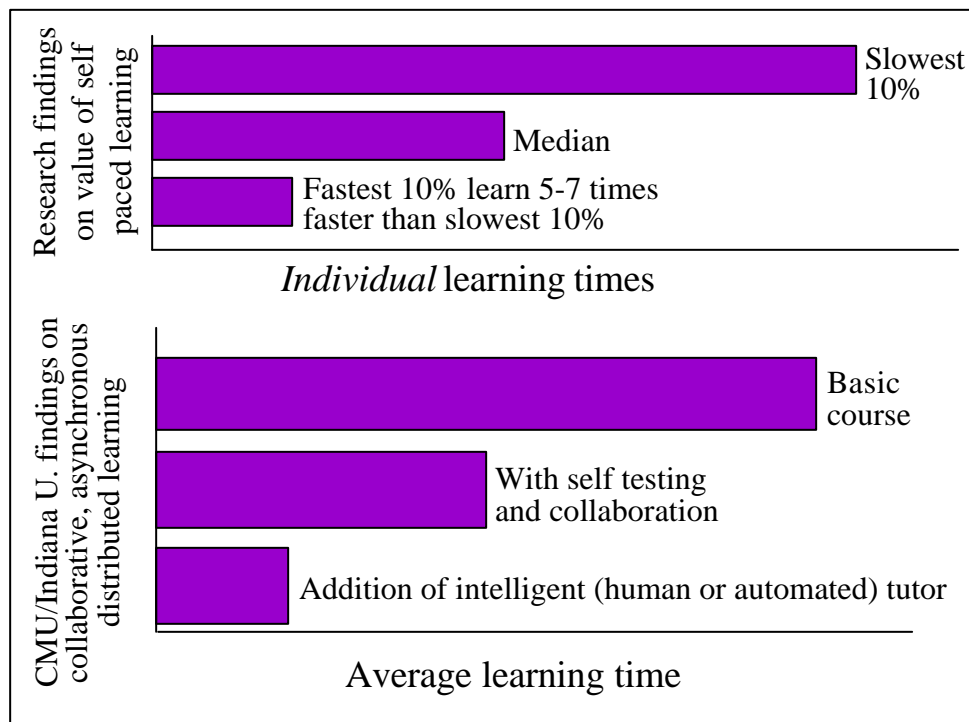 Research findings
on value of self
paced learning
Slowest
10%
Median
Fastest 10% learn 5-7 times
faster than slowest 10%
Individual learning times
CMU/Indiana U. findings on
collaborative, asynchronous
distributed learning
Basic
course
With self testing
and collaboration
Addition of intelligent (human or automated) tutor
Average learning time